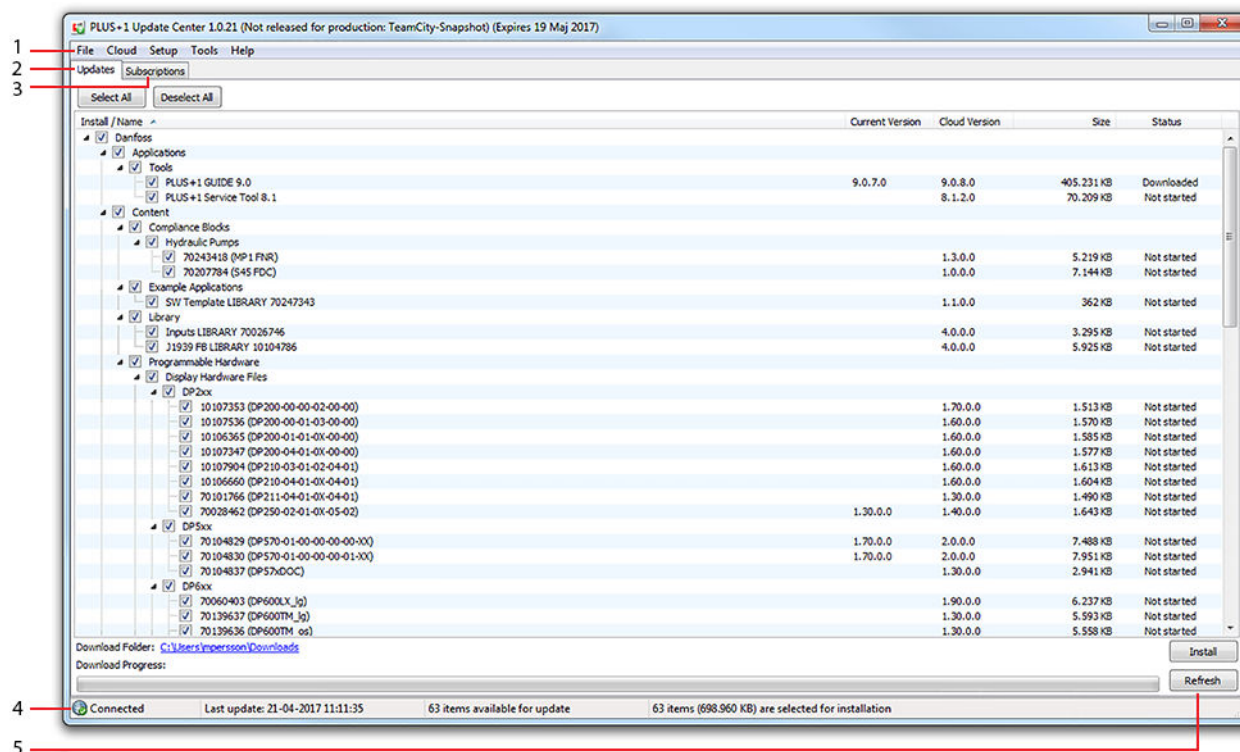 PLUS+1 Update Center 1.0.21 (Not released for production: TeamCity-Snapshot) (Expires 19 Maj 2017)
1
File Cloud Setup Tools Help
2
Updates Subscriptions
3
Select All Deselect All
Install / Name Current Version Cloud Version Size Status
Danfoss
Applications
Tools
PLUS+1 GUIDE 9.0 9.0.7.0 9.0.8.0 405.231 KB Downloaded
PLUS+1 Service Tool 8.1 8.1.2.0 70.209 KB Not started
Content
Compliance Blocks
Hydraulic Pumps
70243418 (MP1 FNR) 1.3.0.0 5.219 KB Not started
70207784 (S45 FDC) 1.0.0.0 7.144 KB Not started
Example Applications
SW Template LIBRARY 70247343 1.1.0.0 362 KB Not started
Library
Inputs LIBRARY 70026746 4.0.0.0 3.295 KB Not started
J1939 FB LIBRARY 10104786 4.0.0.0 5.925 KB Not started
Programmable Hardware
Display Hardware Files
DP2xx
10107353 (DP200-00-00-02-00-00) 1.70.0.0 1.513 KB Not started
10107536 (DP200-00-01-03-00-00) 1.60.0.0 1.570 KB Not started
10106365 (DP200-01-01-0X-00-00) 1.60.0.0 1.585 KB Not started
10107347 (DP200-04-01-0X-00-00) 1.60.0.0 1.577 KB Not started
10107904 (DP210-03-01-02-04-01) 1.60.0.0 1.613 KB Not started
10106660 (DP210-04-01-0X-04-01) 1.60.0.0 1.604 KB Not started
70101766 (DP211-04-01-0X-04-01) 1.30.0.0 1.490 KB Not started
70028462 (DP250-02-01-0X-05-02) 1.30.0.0 1.40.0.0 1.643 KB Not started
DP5xx
70104829 (DP570-01-00-00-00-00-XX) 1.70.0.0 2.0.0.0 7.488 KB Not started
70104830 (DP570-01-00-00-00-01-XX) 1.70.0.0 2.0.0.0 7.951 KB Not started
70104837 (DP57xDOC) 1.30.0.0 2.941 KB Not started
DP6xx
70060403 (DP600LX_lg) 1.90.0.0 6.237 KB Not started
70139637 (DP600TM_lg) 1.30.0.0 5.593 KB Not started
70139636 (DP600TM_os) 1.30.0.0 5.558 KB Not started
Download Folder: C:\Users\mpersson\Downloads
Install
Download Progress:
Refresh
4
Connected Last update: 21-04-2017 11:11:35 63 items available for update 63 items (698.960 KB) are selected for installation
5